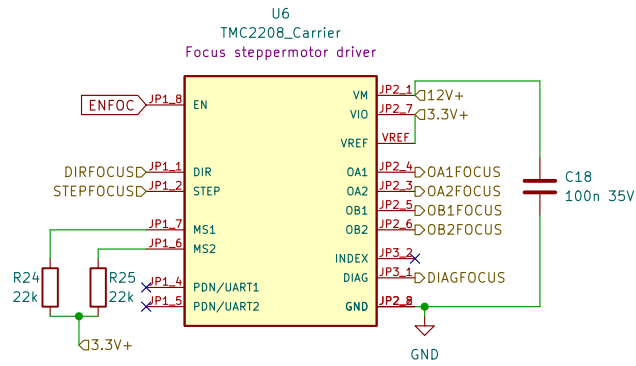 U6
TMC2208_Carrier
Focus steppermotor driver
ENFOC JP1_8 EN VM JP2_1 12V+
VIO JP2_7 3.3V+
VREF VREF
DIRFOCUS JP1_1 DIR OA1 JP2_4 OA1FOCUS
STEPFOCUS JP1_2 STEP OA2 JP2_3 OA2FOCUS
OB1 JP2_5 OB1FOCUS
JP1_7 MS1 OB2 JP2_6 OB2FOCUS
JP1_6 MS2
INDEX JP3_2
JP1_4 PDN/UART1 DIAG JP3_1 DIAGFOCUS
JP1_5 PDN/UART2 GND
C18
100n 35V
R24
22k
R25
22k
3.3V+
GND